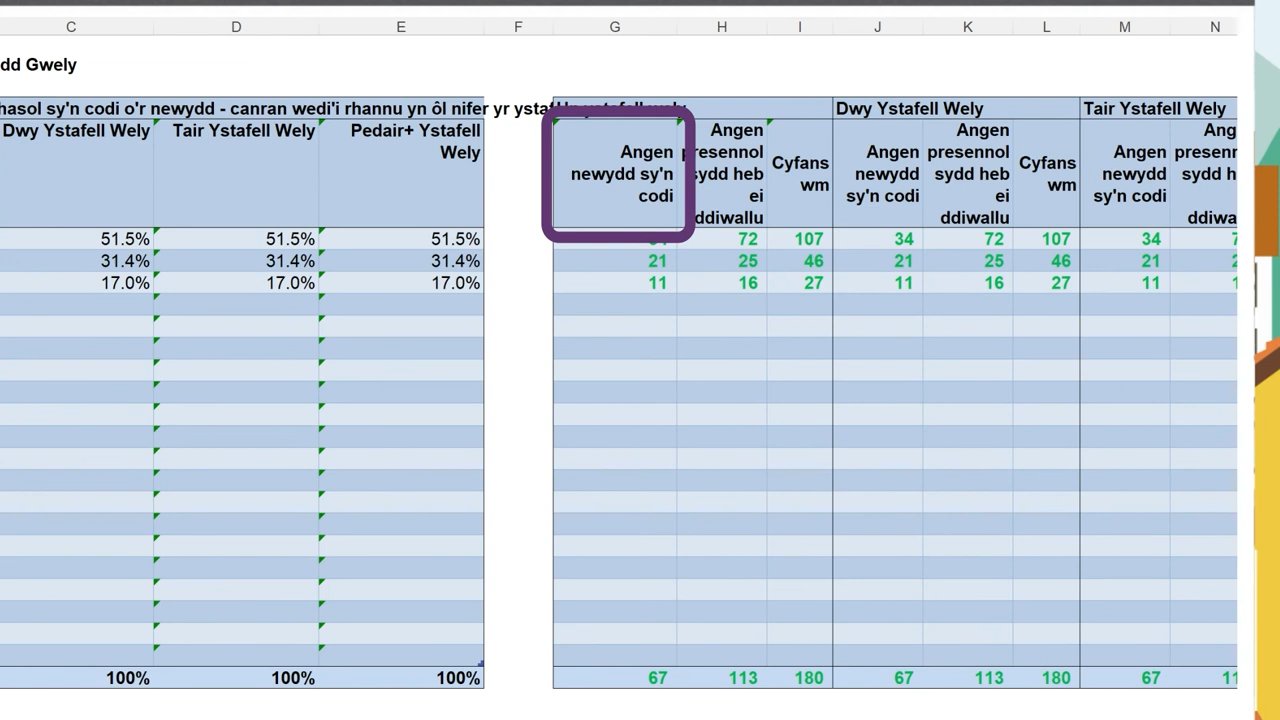 C D E F G H I J K L M N
dd Gwely
hasol sy'n codi o'r newydd - canran wedi'i rhannu yn ôl nifer yr Dwy Ystafell Wely Tair Ystafell Wely
Dwy Ystafell Wely Tair Ystafell Wely Pedair+ Ystafell Wely
Angen newydd sy'n codi
Angen presennol sydd heb ei ddiwallu
Cyfans wm
Angen newydd sy'n codi
Angen presennol sydd heb ei ddiwallu
Cyfans wm
Angen newydd sy'n codi
51.5% 51.5% 51.5% 72 107 34 72 107 34
31.4% 31.4% 31.4% 21 25 46 21 25 46 21
17.0% 17.0% 17.0% 11 16 27 11 16 27 11
100% 100% 100% 67 113 180 67 113 180 67